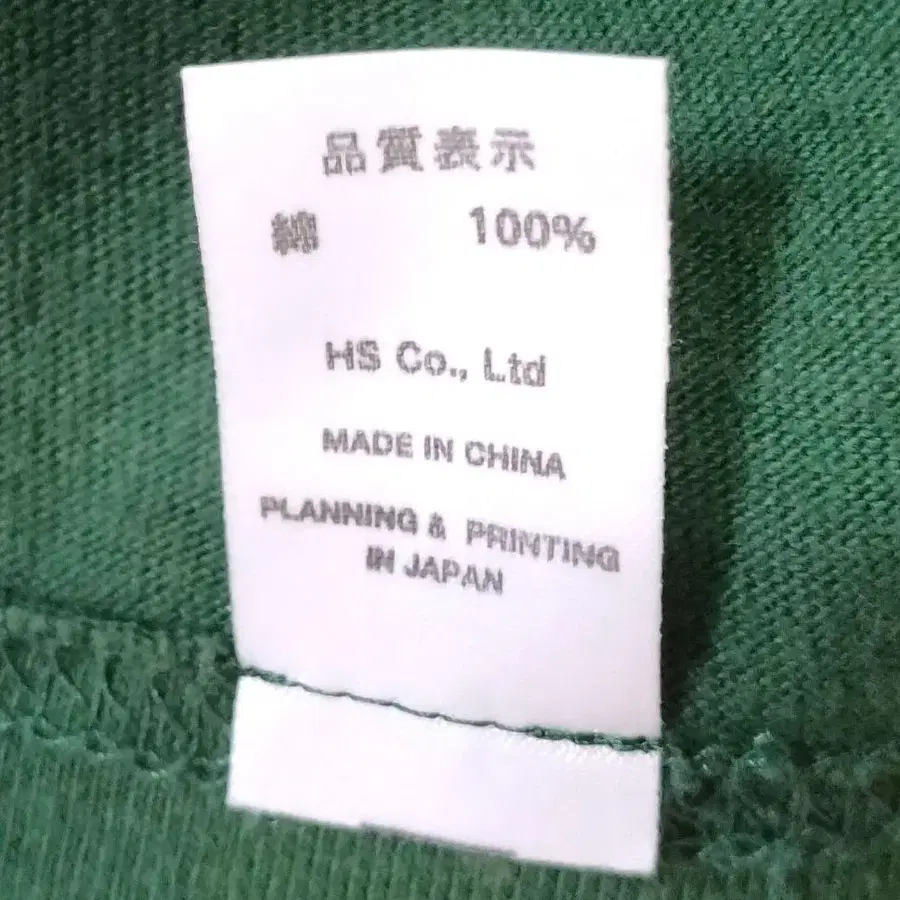 品質表示
綿 100%
HS Co., Ltd
MADE IN CHINA
PLANNING & PRINTING
IN JAPAN